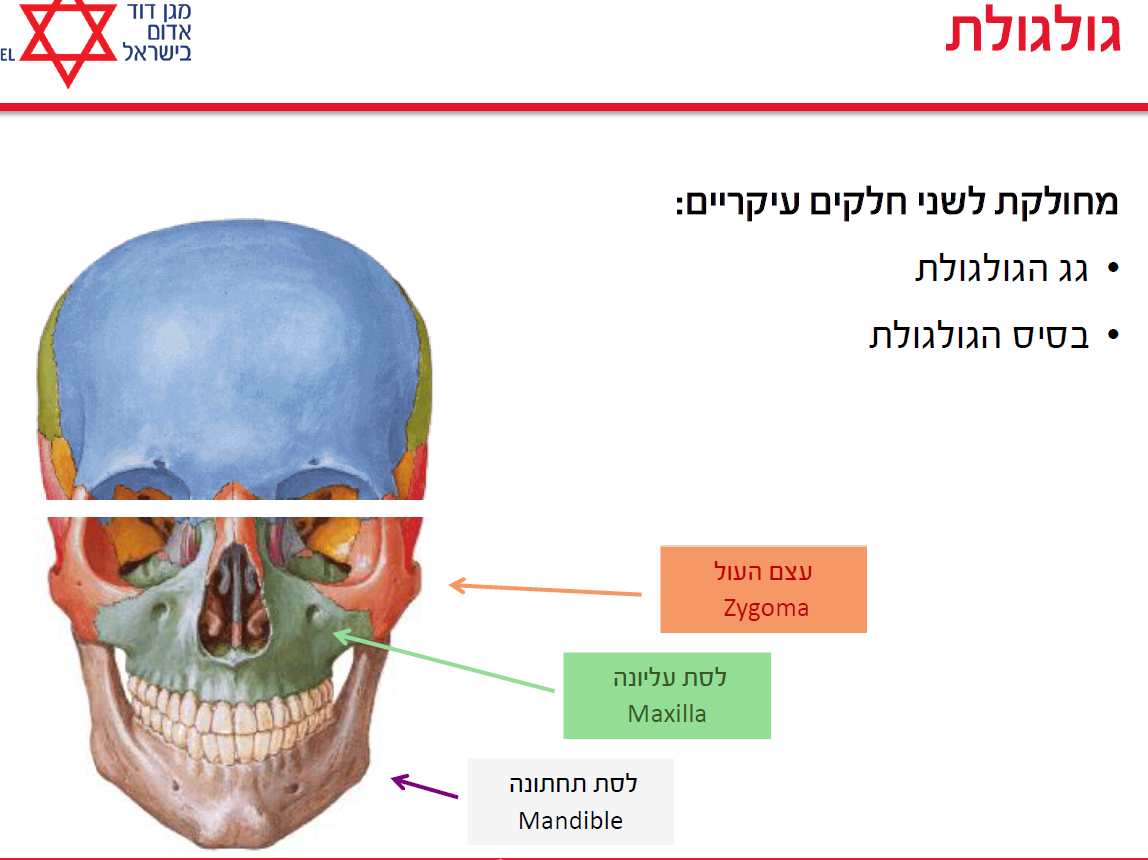 מגן דוד
אדום
בישראל
EL
גולגולת
מחולקת לשני חלקים עיקריים:
• גג הגולגולת
• בסיס הגולגולת
עצם העול
Zygoma
לסת עליונה
Maxilla
לסת תחתונה
Mandible